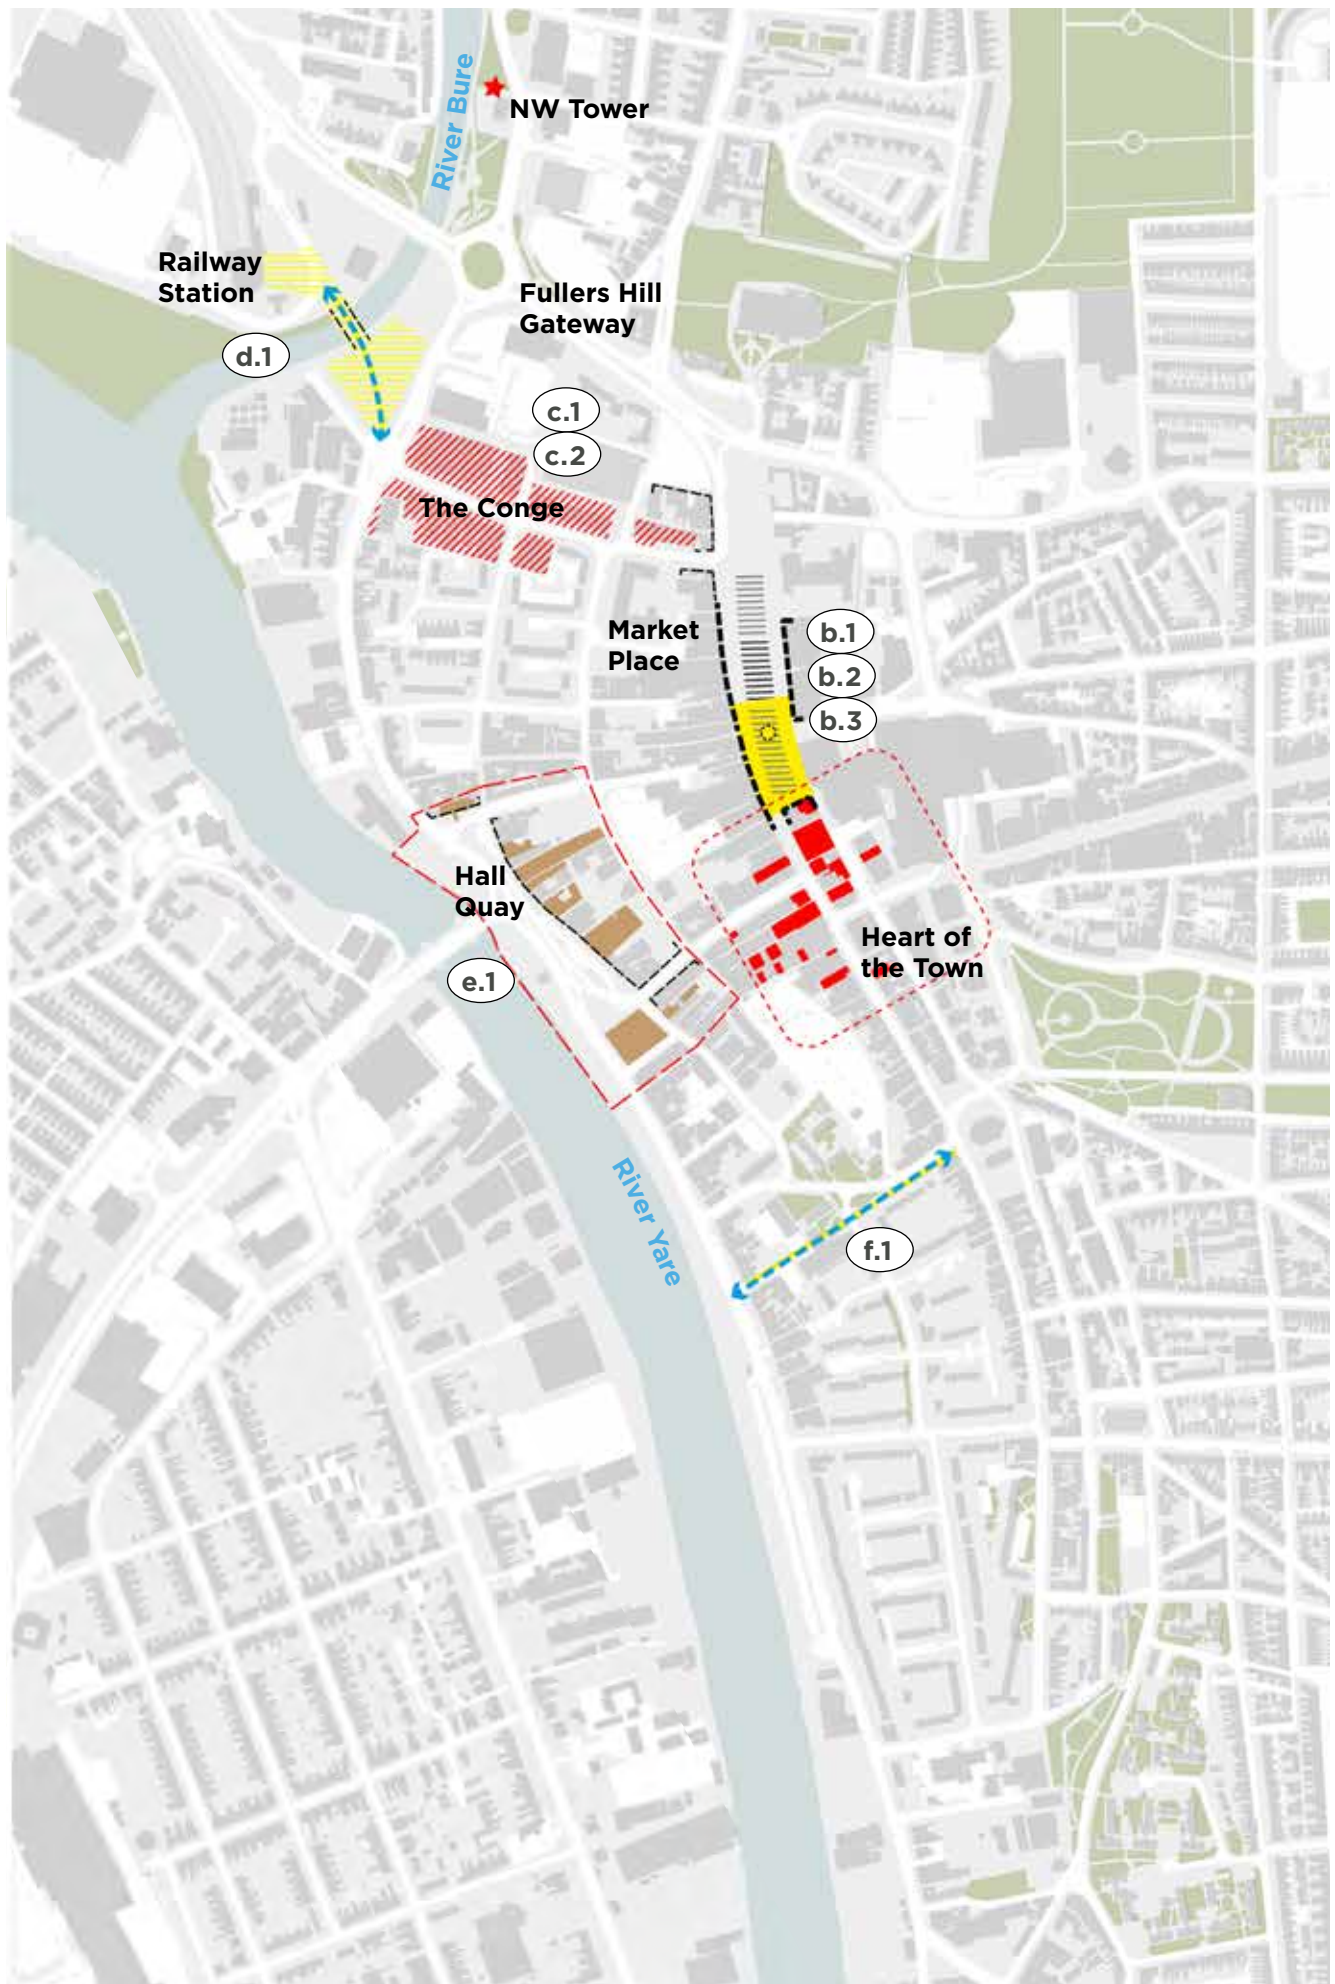 River Bure
NW Tower
Railway
Station
Fullers Hill
Gateway
d.1
c.1
c.2
The Conge
Market
Place
b.1
b.2
b.3
Hall
Quay
Heart of
the Town
e.1
River Yare
f.1